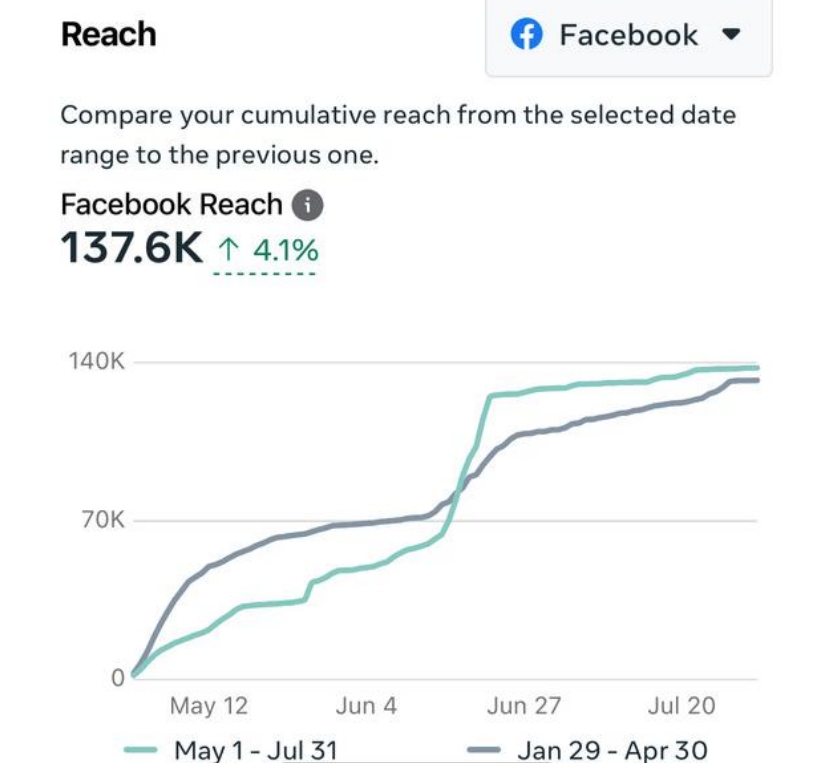 Reach
Facebook
Compare your cumulative reach from the selected date
range to the previous one.
Facebook Reach
137.6K ↑ 4.1%
140K
70K
0
May 12 Jun 4 Jun 27 Jul 20
May 1 - Jul 31 Jan 29 - Apr 30